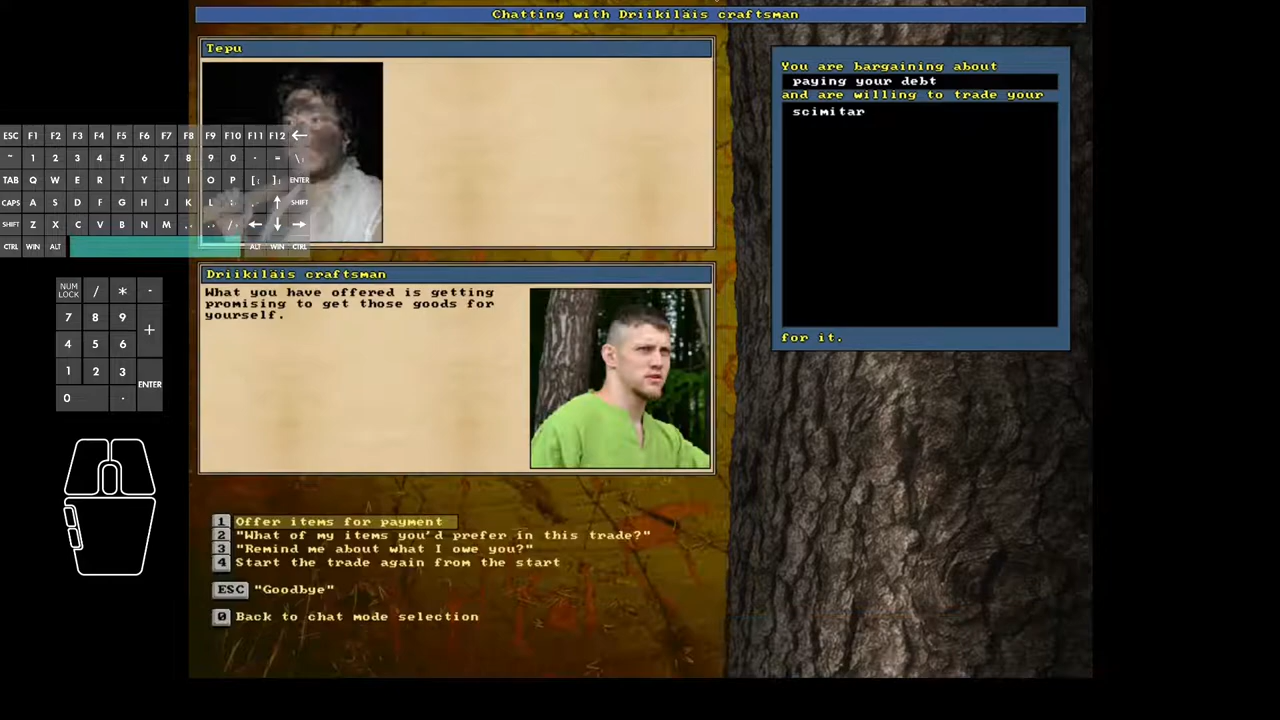 Chatting with Driikiläis craftsman
Tepu
You are bargaining about
paying your debt
and are willing to trade your
scimitar
for it.
ESC F1 F2 F3 F4 F5 F6 F7 F8 F9 F10 F11 F12 ←
1 2 3 4 5 6 7 8 9 0 - =
TAB Q W E R T Y U I O P [ ] ENTER
CAPS A S D F G H J K L ; ↑ SHIFT
SHIFT Z X C V B N M / ← ↓ →
CTRL WIN ALT ALT WIN CTRL
Driikiläis craftsman
What you have offered is getting
promising to get those goods for
yourself.
NUM LOCK / * -
7 8 9 +
4 5 6
1 2 3 ENTER
0 .
1 Offer items for payment
2 "What of my items you'd prefer in this trade?"
3 "Remind me about what I owe you?"
4 Start the trade again from the start
ESC "Goodbye"
0 Back to chat mode selection